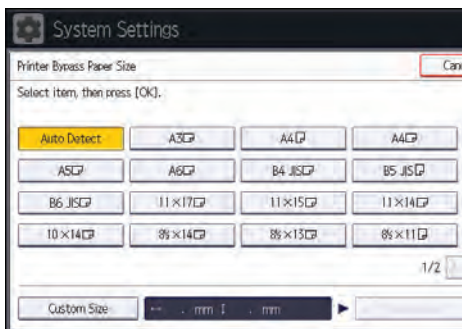 System Settings
Printer Bypass Paper Size
Select item, then press [OK].
Auto Detect A3 A4 A4
A5 A6 B4 JIS B5 JIS
B6 JIS 11×17 11×15 11×14
10×14 8½×14 8½×13 8½×11
1/2
Custom Size . mm . mm